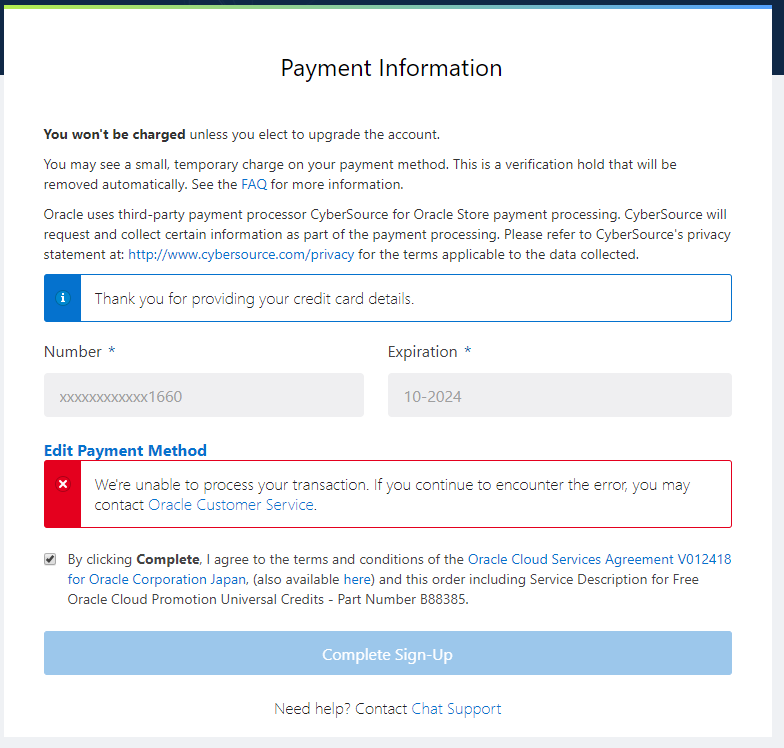 Payment Information
You won't be charged unless you elect to upgrade the account.
You may see a small, temporary charge on your payment method. This is a verification hold that will
be removed automatically. See the FAQ for more information.
Oracle uses third-party payment processor CyberSource for Oracle Store payment processing. CyberSource will
request and collect certain information as part of the payment processing. Please refer to CyberSource's privacy
statement at: http://www.cybersource.com/privacy for the terms applicable to the data collected.
Thank you for providing your credit card details.
Number *
Expiration *
xxxxxxxxxxxx1660
10-2024
Edit Payment Method
We're unable to process your transaction. If you continue to encounter the error, you may
contact Oracle Customer Service.
By clicking Complete, I agree to the terms and conditions of the Oracle Cloud Services Agreement V012418
for Oracle Corporation Japan, (also available here) and this order including Service Description for Free
Oracle Cloud Promotion Universal Credits - Part Number B88385.
Complete Sign-Up
Need help? Contact Chat Support